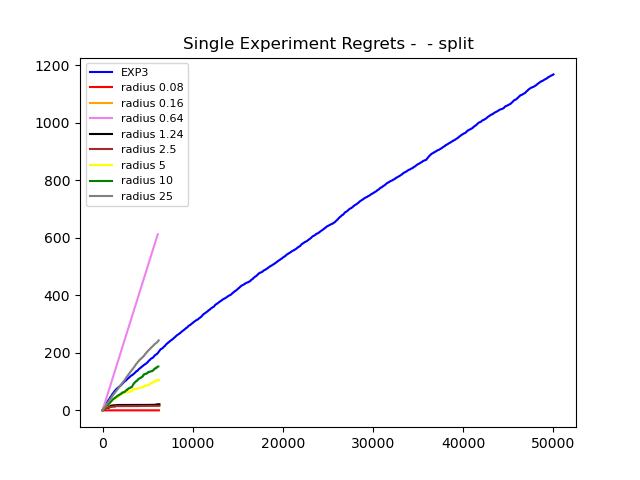 Single Experiment Regrets -  - split
1200
1000
800
600
400
200
0
EXP3
radius 0.08
radius 0.16
radius 0.64
radius 1.24
radius 2.5
radius 5
radius 10
radius 25
0 10000 20000 30000 40000 50000